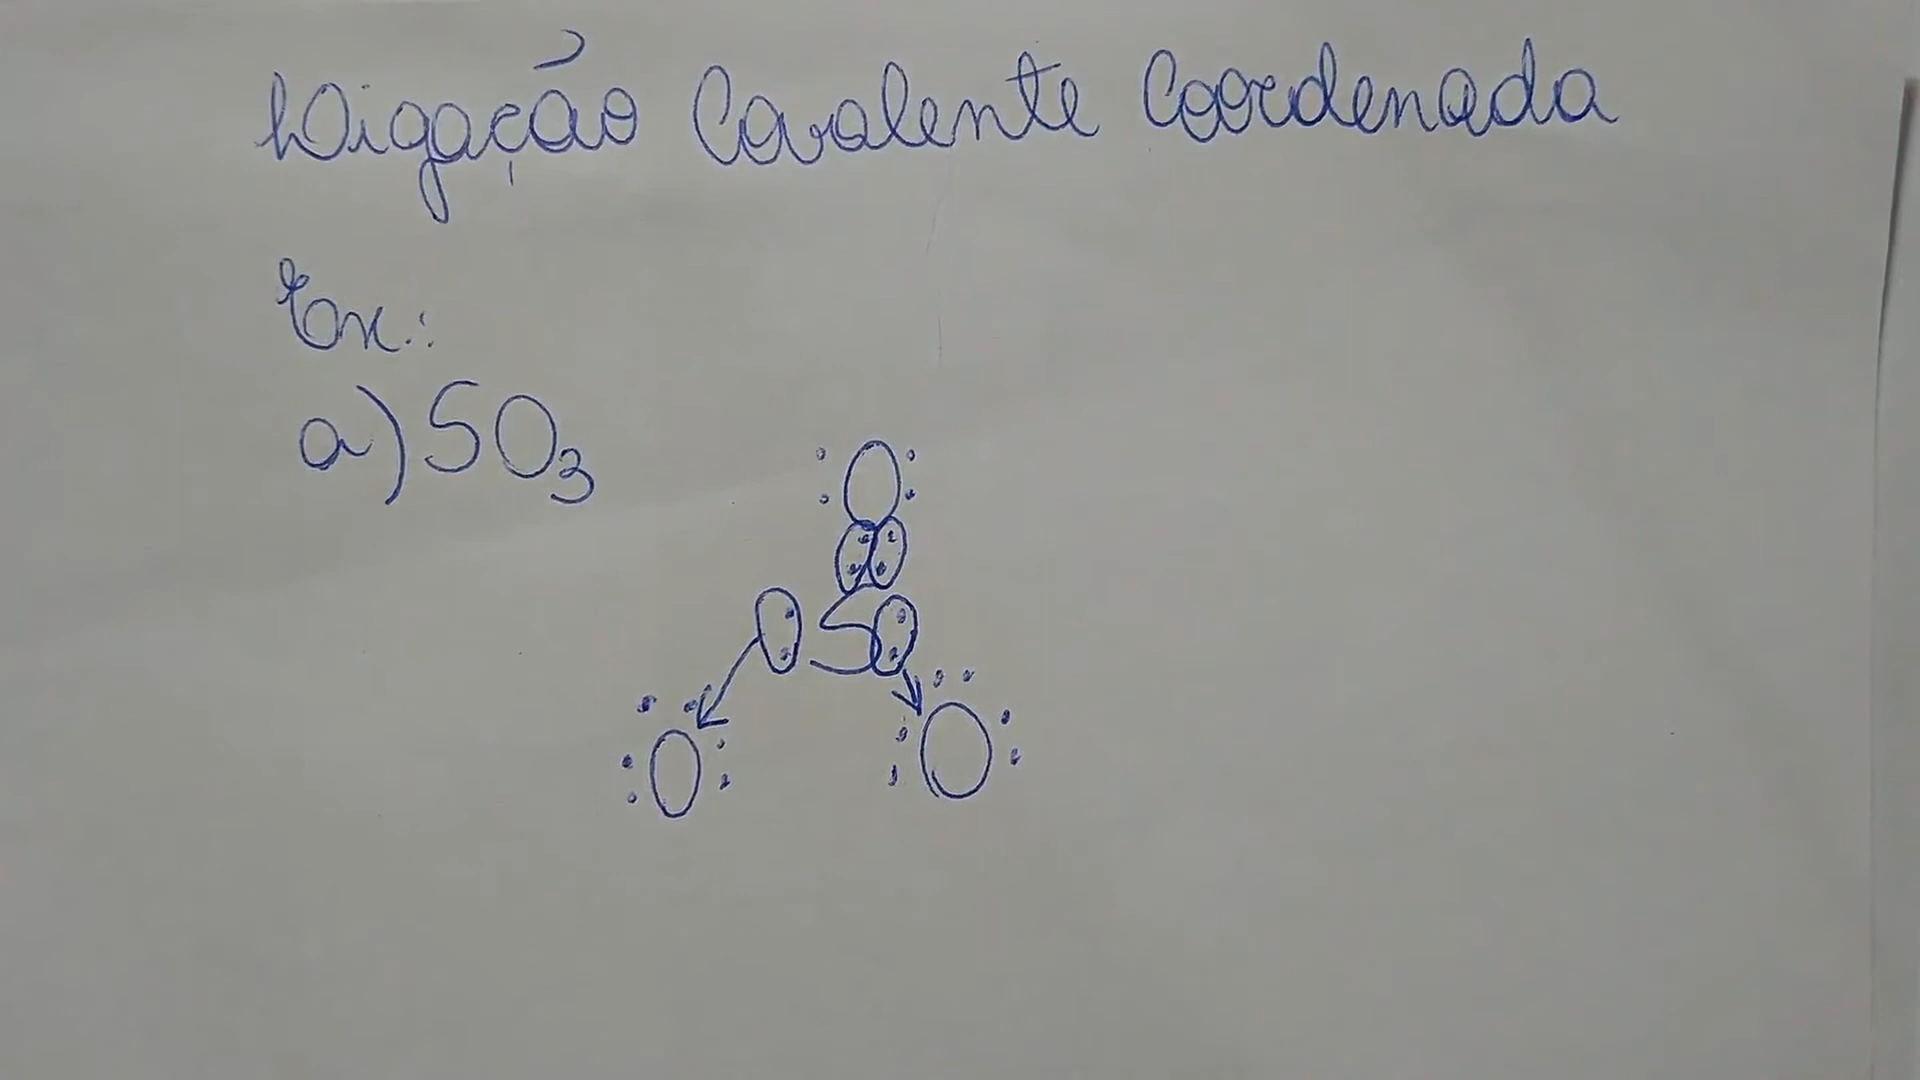 Ligação Covalente Coordenada
Ex.:
a) SO₃
O
S
O O